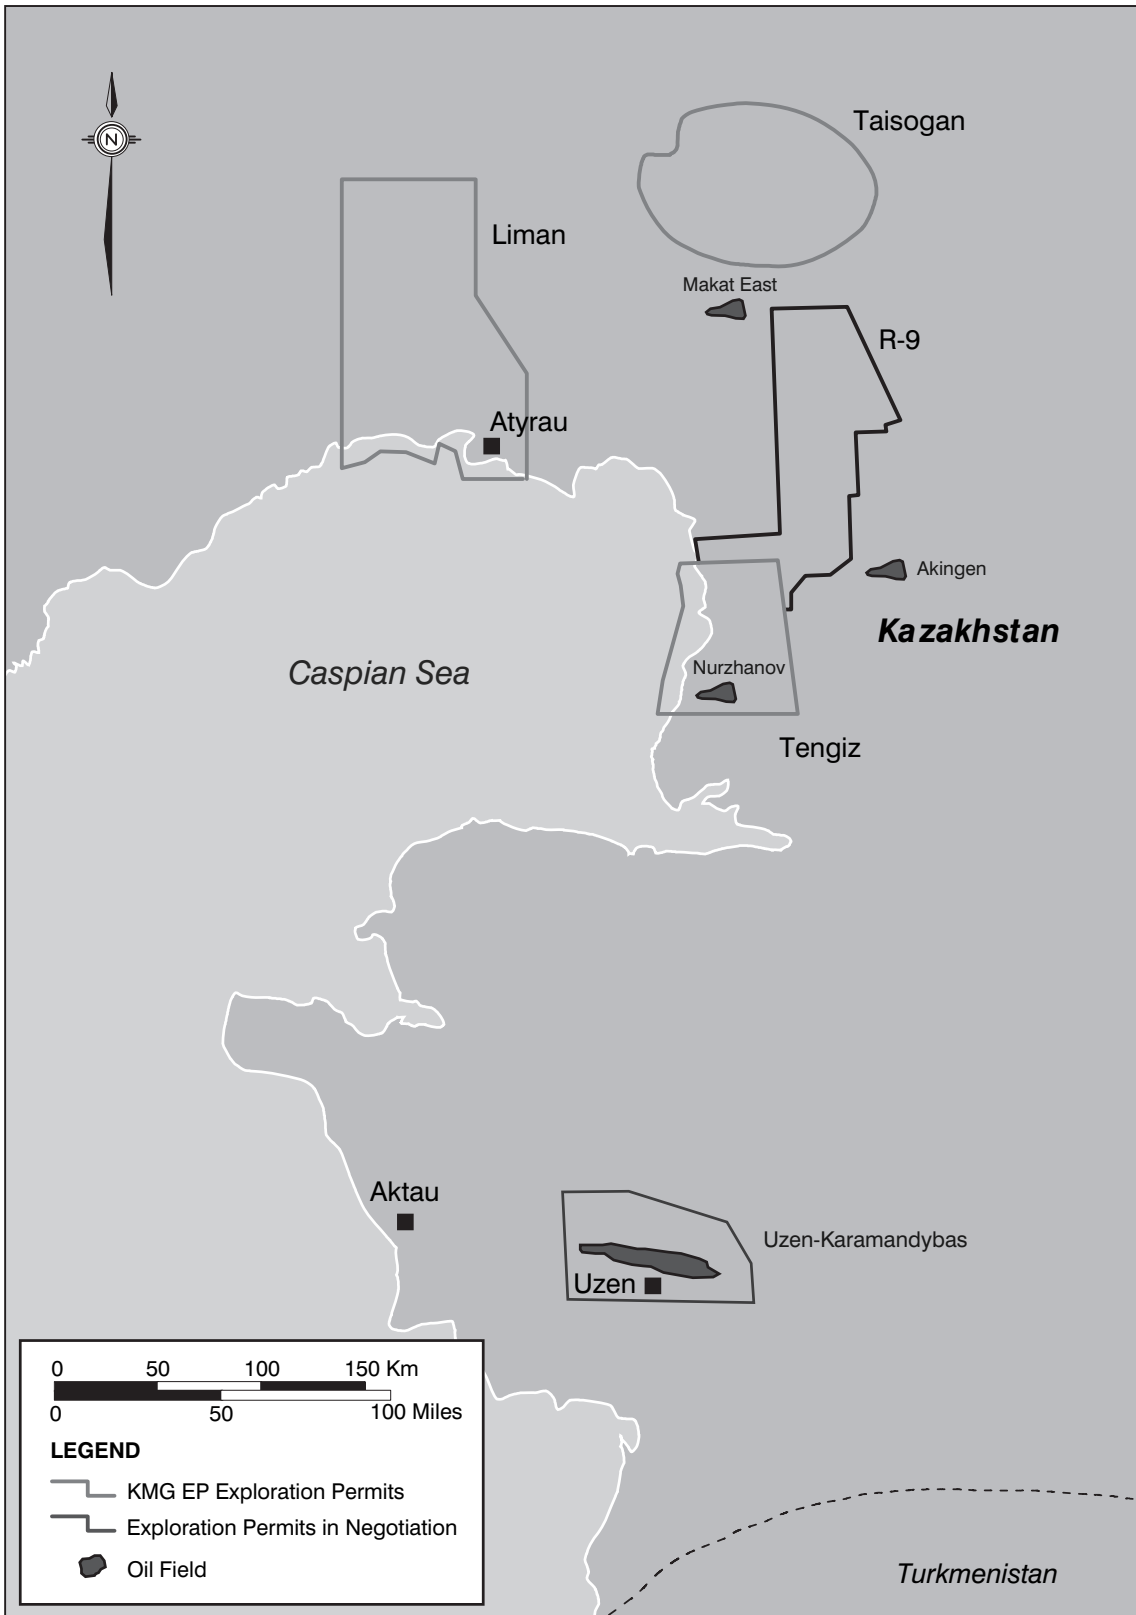 Taisogan
N
Liman
Makat East
R-9
Atyrau
Akingen
Kazakhstan
Caspian Sea
Nurzhanov
Tengiz
Aktau
Uzen-Karamandybas
Uzen
0 50 100 150 Km
0 50 100 Miles
LEGEND
KMG EP Exploration Permits
Exploration Permits in Negotiation
Oil Field
Turkmenistan